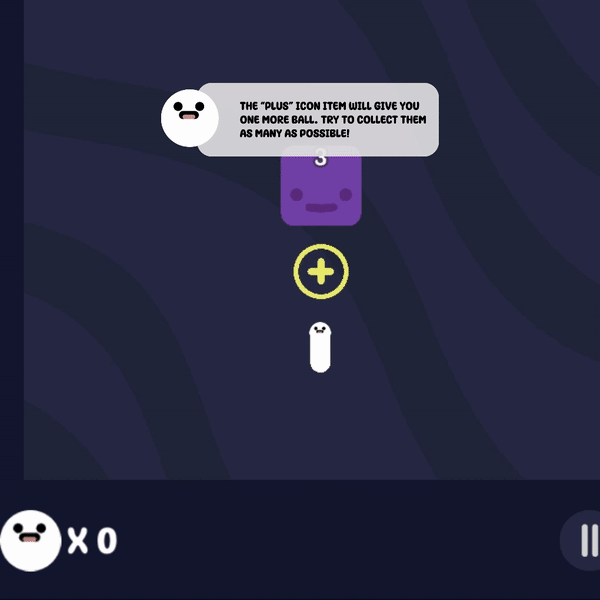 THE "PLUS" ICON ITEM WILL GIVE YOU
ONE MORE BALL. TRY TO COLLECT THEM
AS MANY AS POSSIBLE!
3
X 0